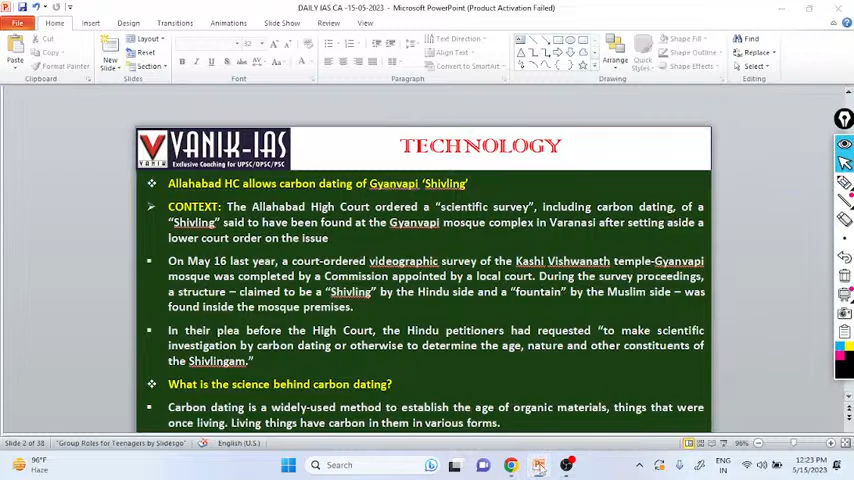 DAILY IAS CA -15-05-2023 - Microsoft PowerPoint (Product Activation Failed)
File Home Insert Design Transitions Animations Slide Show Review View
Cut
Copy
Format Painter
Paste
Clipboard
New Slide
Layout
Reset
Section
Slides
32
Font
Text Direction
Align Text
Convert to SmartArt
Paragraph
Arrange
Quick Styles
Shape Fill
Shape Outline
Shape Effects
Drawing
Find
Replace
Select
Editing
VANIK-IAS
Exclusive Coaching for UPSC/OPSC/PSC
VANIK
TECHNOLOGY
Allahabad HC allows carbon dating of Gyanvapi ‘Shivling’
CONTEXT: The Allahabad High Court ordered a “scientific survey”, including carbon dating, of a
“Shivling” said to have been found at the Gyanvapi mosque complex in Varanasi after setting aside a
lower court order on the issue
On May 16 last year, a court-ordered videographic survey of the Kashi Vishwanath temple-Gyanvapi
mosque was completed by a Commission appointed by a local court. During the survey proceedings,
a structure – claimed to be a “Shivling” by the Hindu side and a “fountain” by the Muslim side – was
found inside the mosque premises.
In their plea before the High Court, the Hindu petitioners had requested “to make scientific
investigation by carbon dating or otherwise to determine the age, nature and other constituents of
the Shivlingam.”
What is the science behind carbon dating?
Carbon dating is a widely-used method to establish the age of organic materials, things that were
once living. Living things have carbon in them in various forms.
Slide 2 of 38 "Group Roles for Teenagers by Slidesgo" English (U.S.) 98%
96°F
Haze
Search
ENG
IN
12:23 PM
5/15/2023